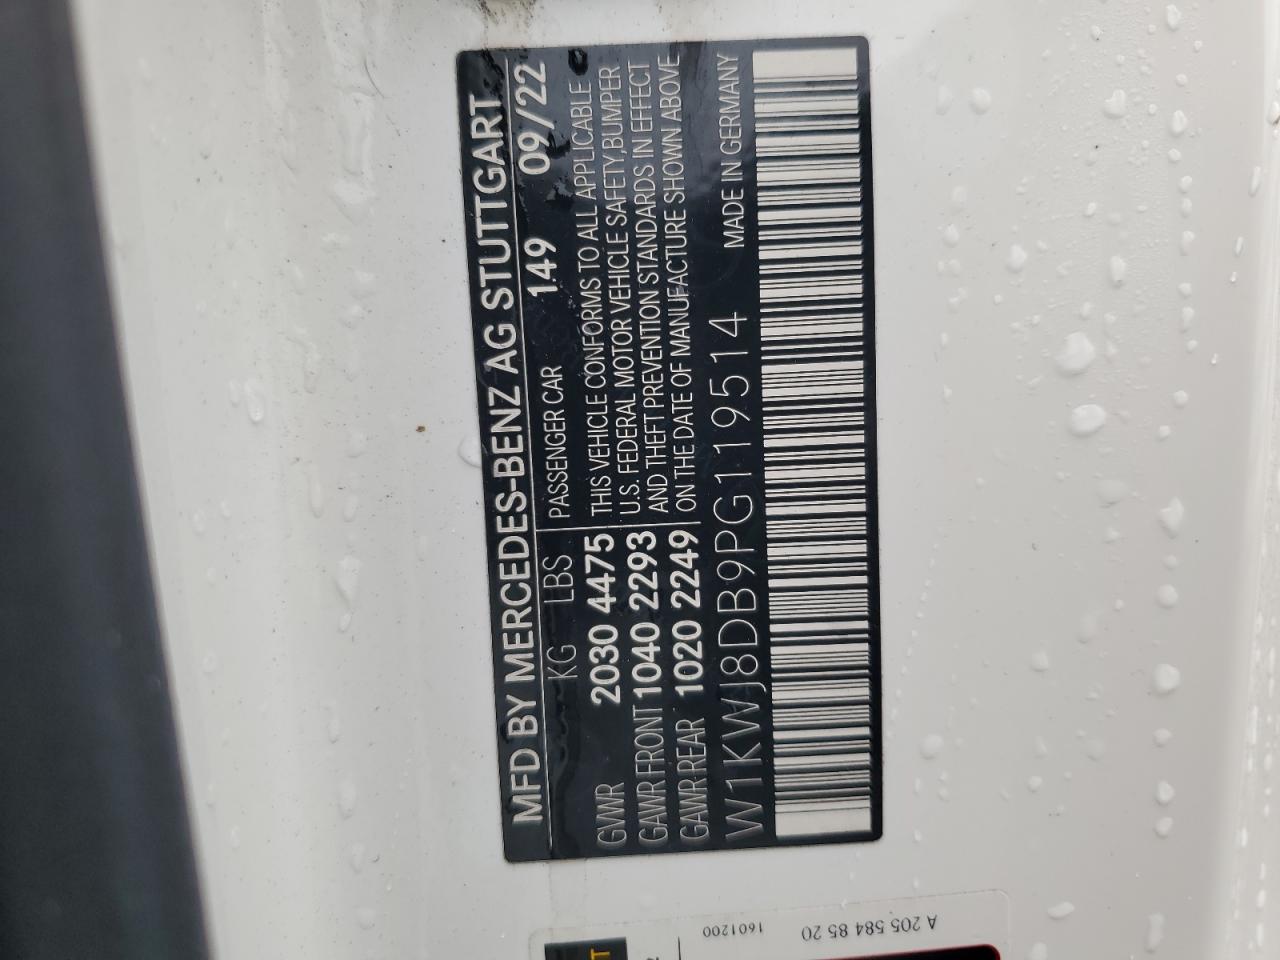 MFD BY MERCEDES-BENZ AG STUTTGART
KG LBS PASSENGER CAR 149 09/22
GVWR 2030 4475 THIS VEHICLE CONFORMS TO ALL APPLICABLE
U.S. FEDERAL MOTOR VEHICLE SAFETY,BUMPER
GAWR FRONT 1040 2293 AND THEFT PREVENTION STANDARDS IN EFFECT
GAWR REAR 1020 2249 ON THE DATE OF MANUFACTURE SHOWN ABOVE
W1KWJ8DB9PG119514 MADE IN GERMANY
A 205 584 85 20
1601200